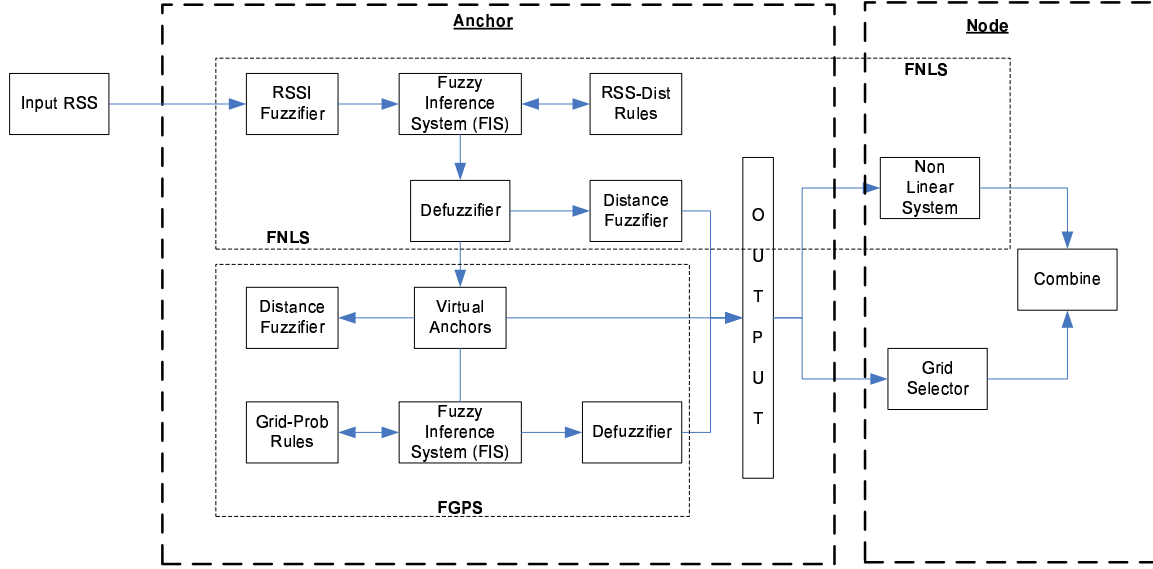 Anchor
Node
FNLS
Input RSS
RSSI
Fuzzifier
Fuzzy
Inference
System (FIS)
RSS-Dist
Rules
Defuzzifier
Distance
Fuzzifier
FNLS
Non
Linear
System
Combine
OUTPUT
Distance
Fuzzifier
Virtual
Anchors
Grid
Selector
Grid-Prob
Rules
Fuzzy
Inference
System (FIS)
Defuzzifier
FGPS